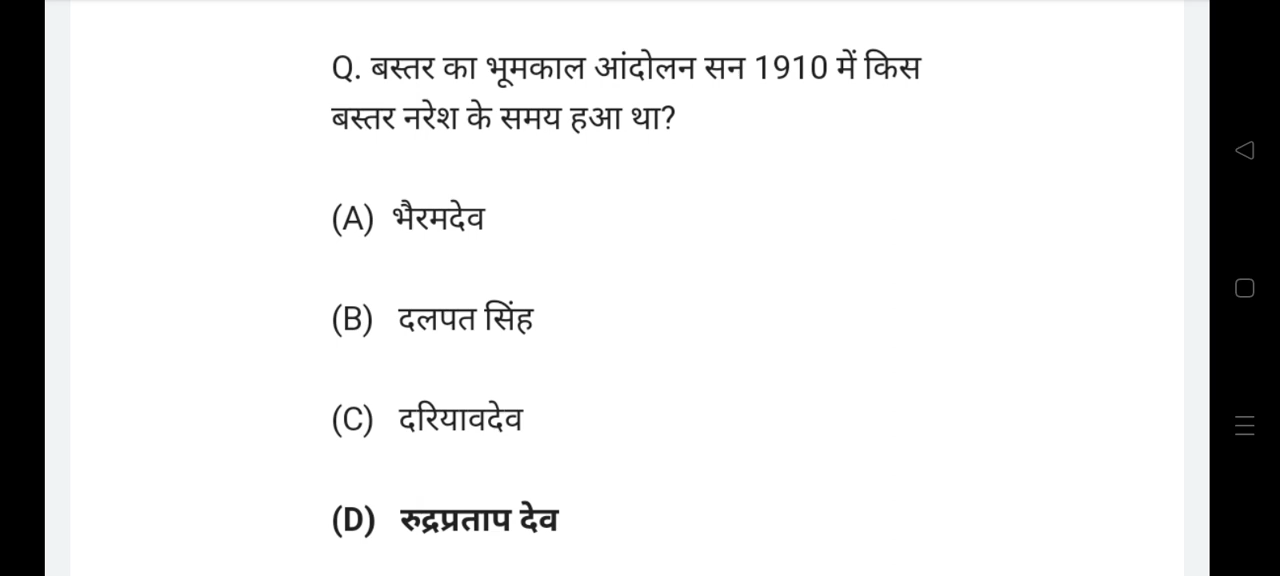 Q. बस्तर का भूमकाल आंदोलन सन 1910 में किस
बस्तर नरेश के समय हआ था?
(A) भैरमदेव
(B) दलपत सिंह
(C) दरियावदेव
(D) रुद्रप्रताप देव